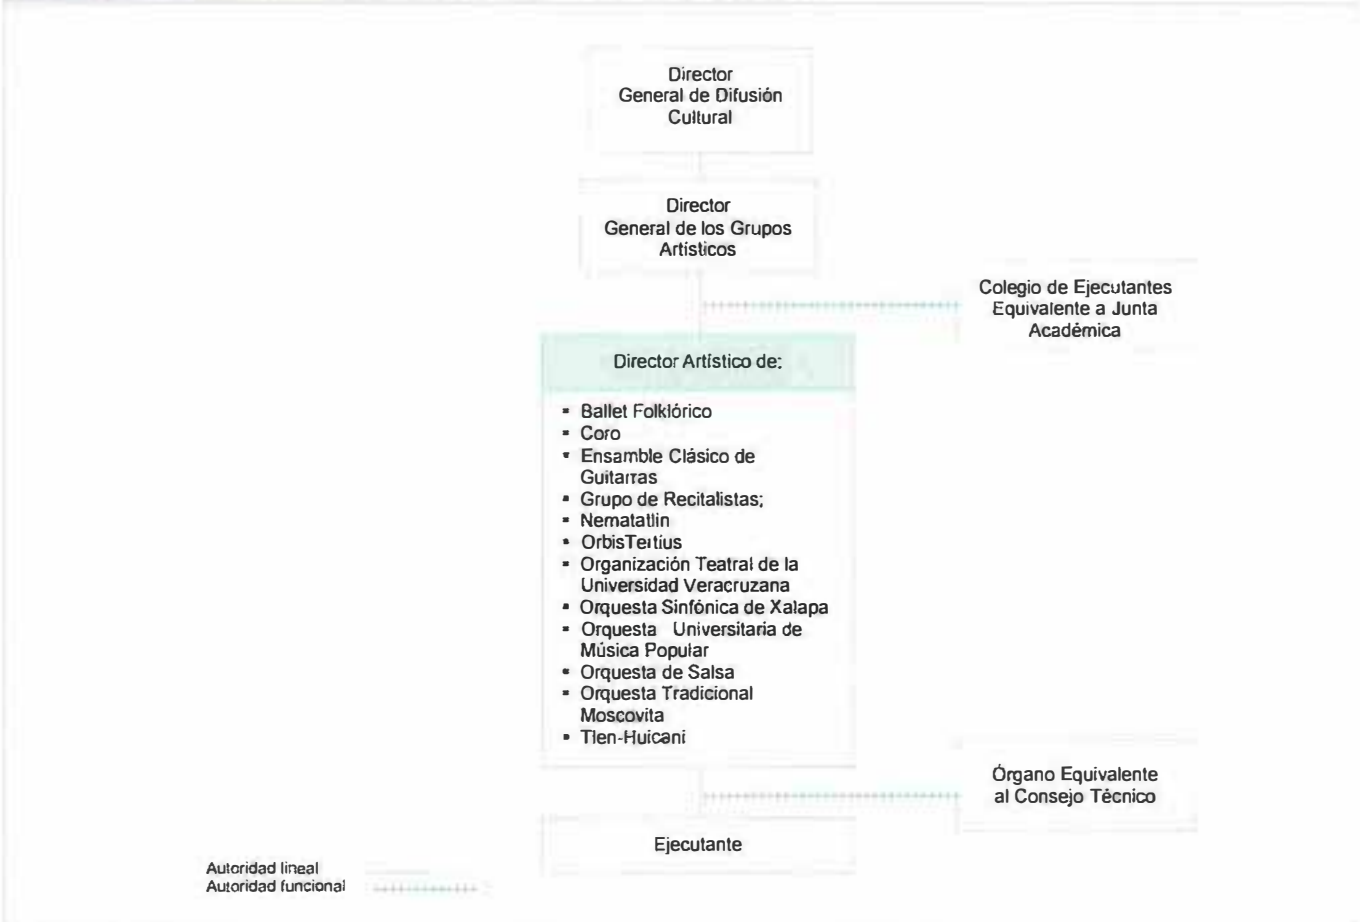 Director
General de Difusión
Cultural
Director
General de los Grupos
Artísticos
Colegio de Ejecutantes
Equivalente a Junta
Académica
Director Artístico de:
▪ Ballet Folklórico
▪ Coro
▪ Ensamble Clásico de
Guitarras
▪ Grupo de Recitalistas;
▪ Nematatlin
▪ OrbisTertius
▪ Organización Teatral de la
Universidad Veracruzana
▪ Orquesta Sinfónica de Xalapa
▪ Orquesta Universitaria de
Música Popular
▪ Orquesta de Salsa
▪ Orquesta Tradicional
Moscovita
▪ Tlen-Huicani
Órgano Equivalente
al Consejo Técnico
Ejecutante
Autoridad lineal
Autoridad funcional